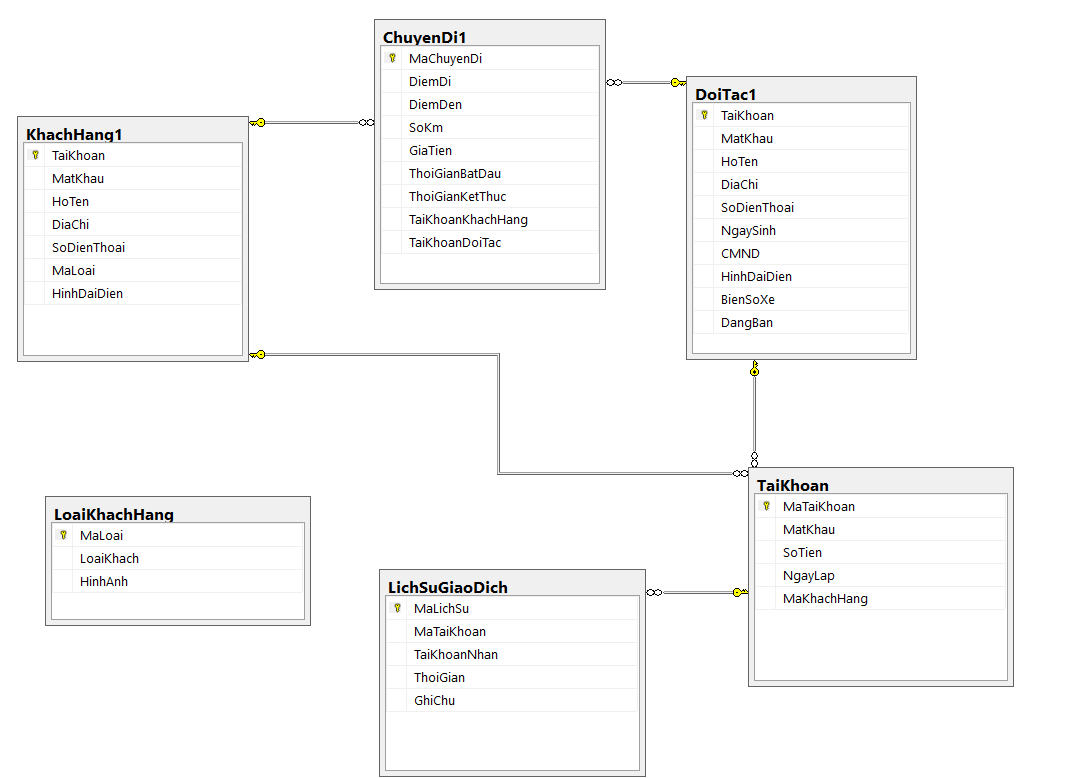 ChuyenDi1
MaChuyenDi
DiemDi
DiemDen
SoKm
GiaTien
ThoiGianBatDau
ThoiGianKetThuc
TaiKhoanKhachHang
TaiKhoanDoiTac
DoiTac1
TaiKhoan
MatKhau
HoTen
DiaChi
SoDienThoai
NgaySinh
CMND
HinhDaiDien
BienSoXe
DangBan
KhachHang1
TaiKhoan
MatKhau
HoTen
DiaChi
SoDienThoai
MaLoai
HinhDaiDien
TaiKhoan
MaTaiKhoan
MatKhau
SoTien
NgayLap
MaKhachHang
LoaiKhachHang
MaLoai
LoaiKhach
HinhAnh
LichSuGiaoDich
MaLichSu
MaTaiKhoan
TaiKhoanNhan
ThoiGian
GhiChu